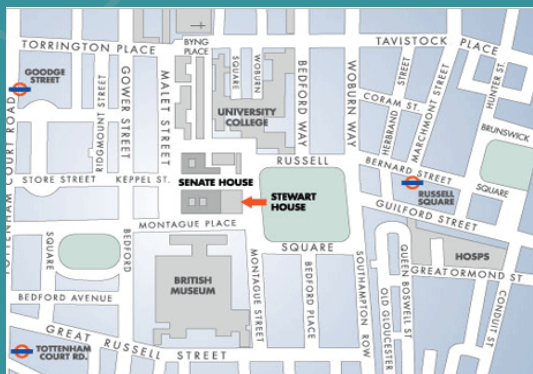 TORRINGTON PLACE
BYNG
PLACE
TAVISTOCK PLACE
GOODGE
STREET
TOTTENHAM COURT ROAD
RIDGMOUNT STREET
GOWER STREET
MALET STREET
SQUARE
WOBURN
UNIVERSITY
COLLEGE
BEDFORD WAY
WOBURN WAY
CORAM ST.
HERBRAND
STREET
MARCHMONT STREET
HUNTER ST.
BRUNSWICK
SQUARE
RUSSELL
BERNARD STREET
RUSSELL
SQUARE
GUILFORD STREET
STORE STREET
KEPPEL ST.
SENATE HOUSE
STEWART
HOUSE
MONTAGUE PLACE
SQUARE
HOSPS
GREAT ORMOND ST
BEDFORD
SQUARE
BRITISH
MUSEUM
BEDFORD AVENUE
MONTAGUE STREET
BEDFORD PLACE
SOUTHAMPTON ROW
OLD GLOUCESTER
QUEEN BOSWELL ST
CONDUIT ST
GREAT RUSSELL STREET
TOTTENHAM
COURT RD.